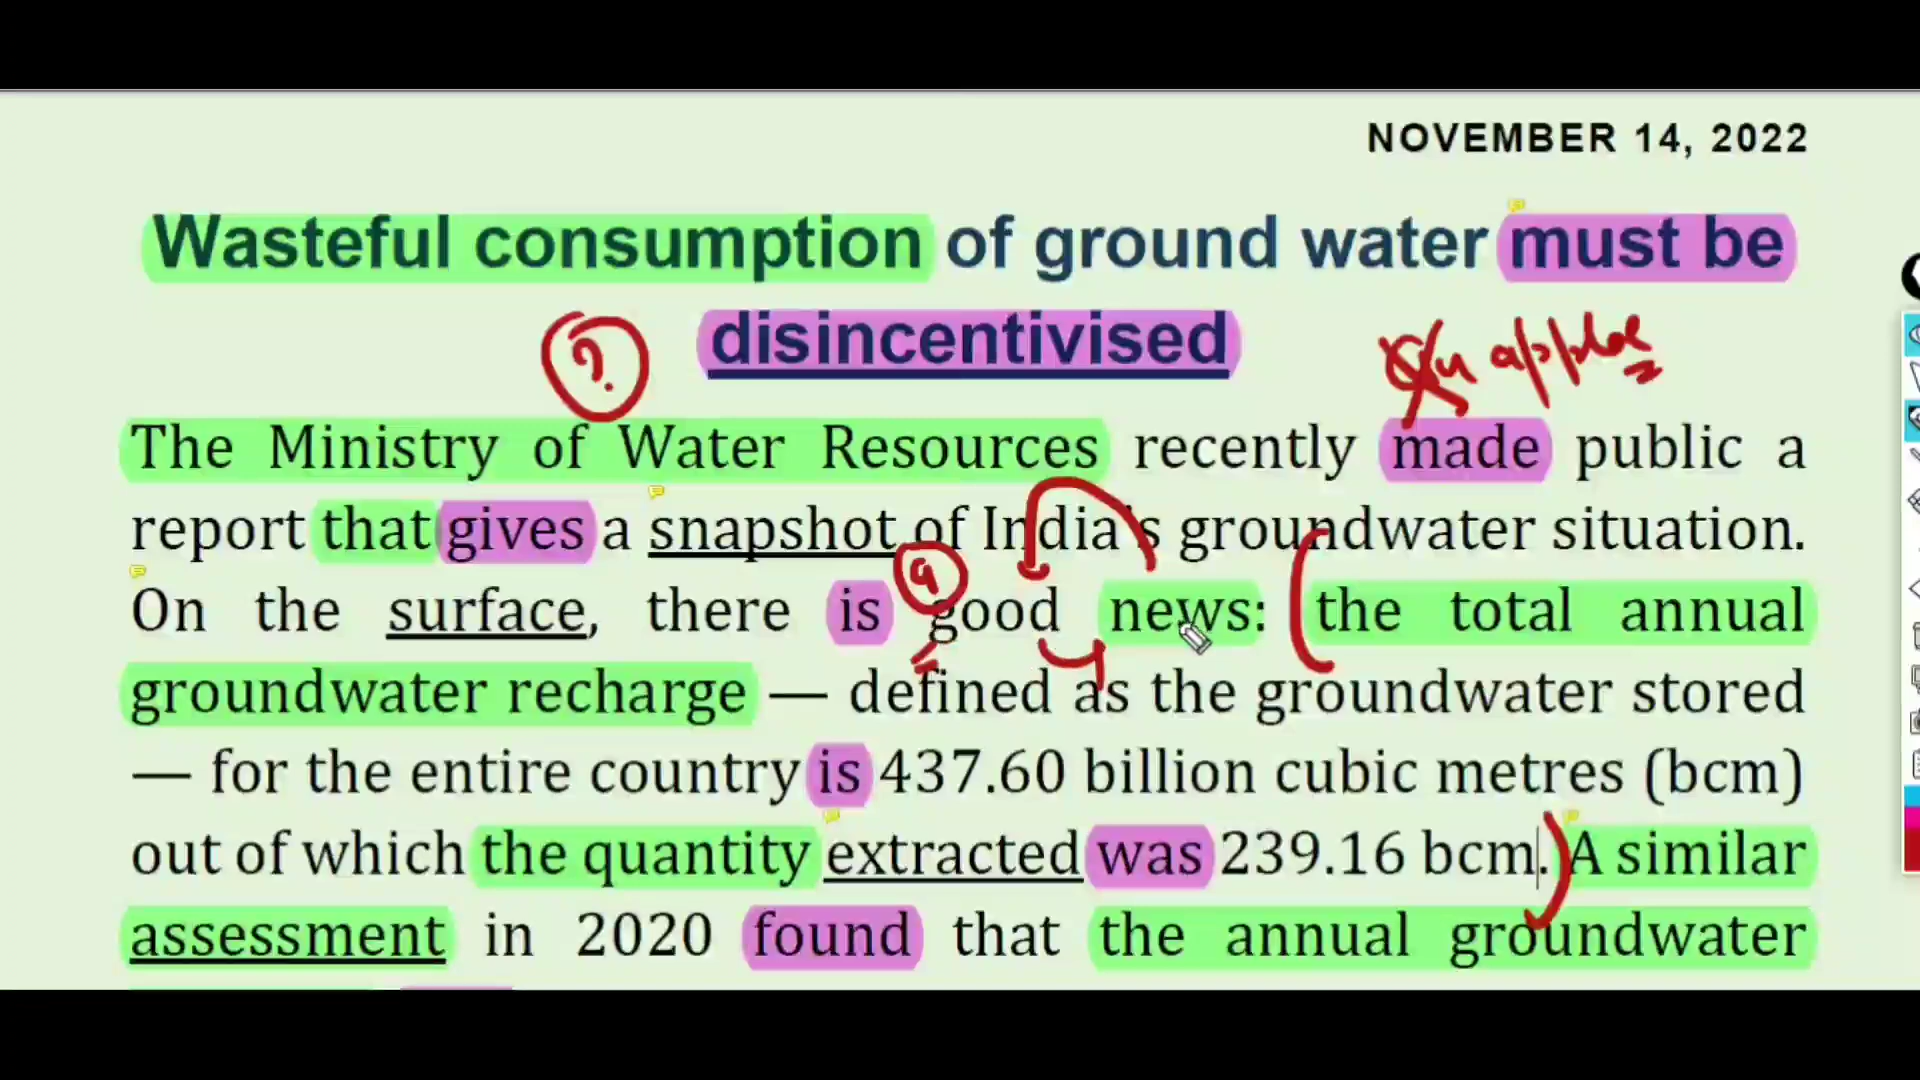 NOVEMBER 14, 2022
Wasteful consumption of ground water must be
disincentivised
?
The Ministry of Water Resources recently made public a
report that gives a snapshot of India's groundwater situation.
On the surface, there is good news: the total annual
groundwater recharge — defined as the groundwater stored
— for the entire country is 437.60 billion cubic metres (bcm)
out of which the quantity extracted was 239.16 bcm. A similar
assessment in 2020 found that the annual groundwater